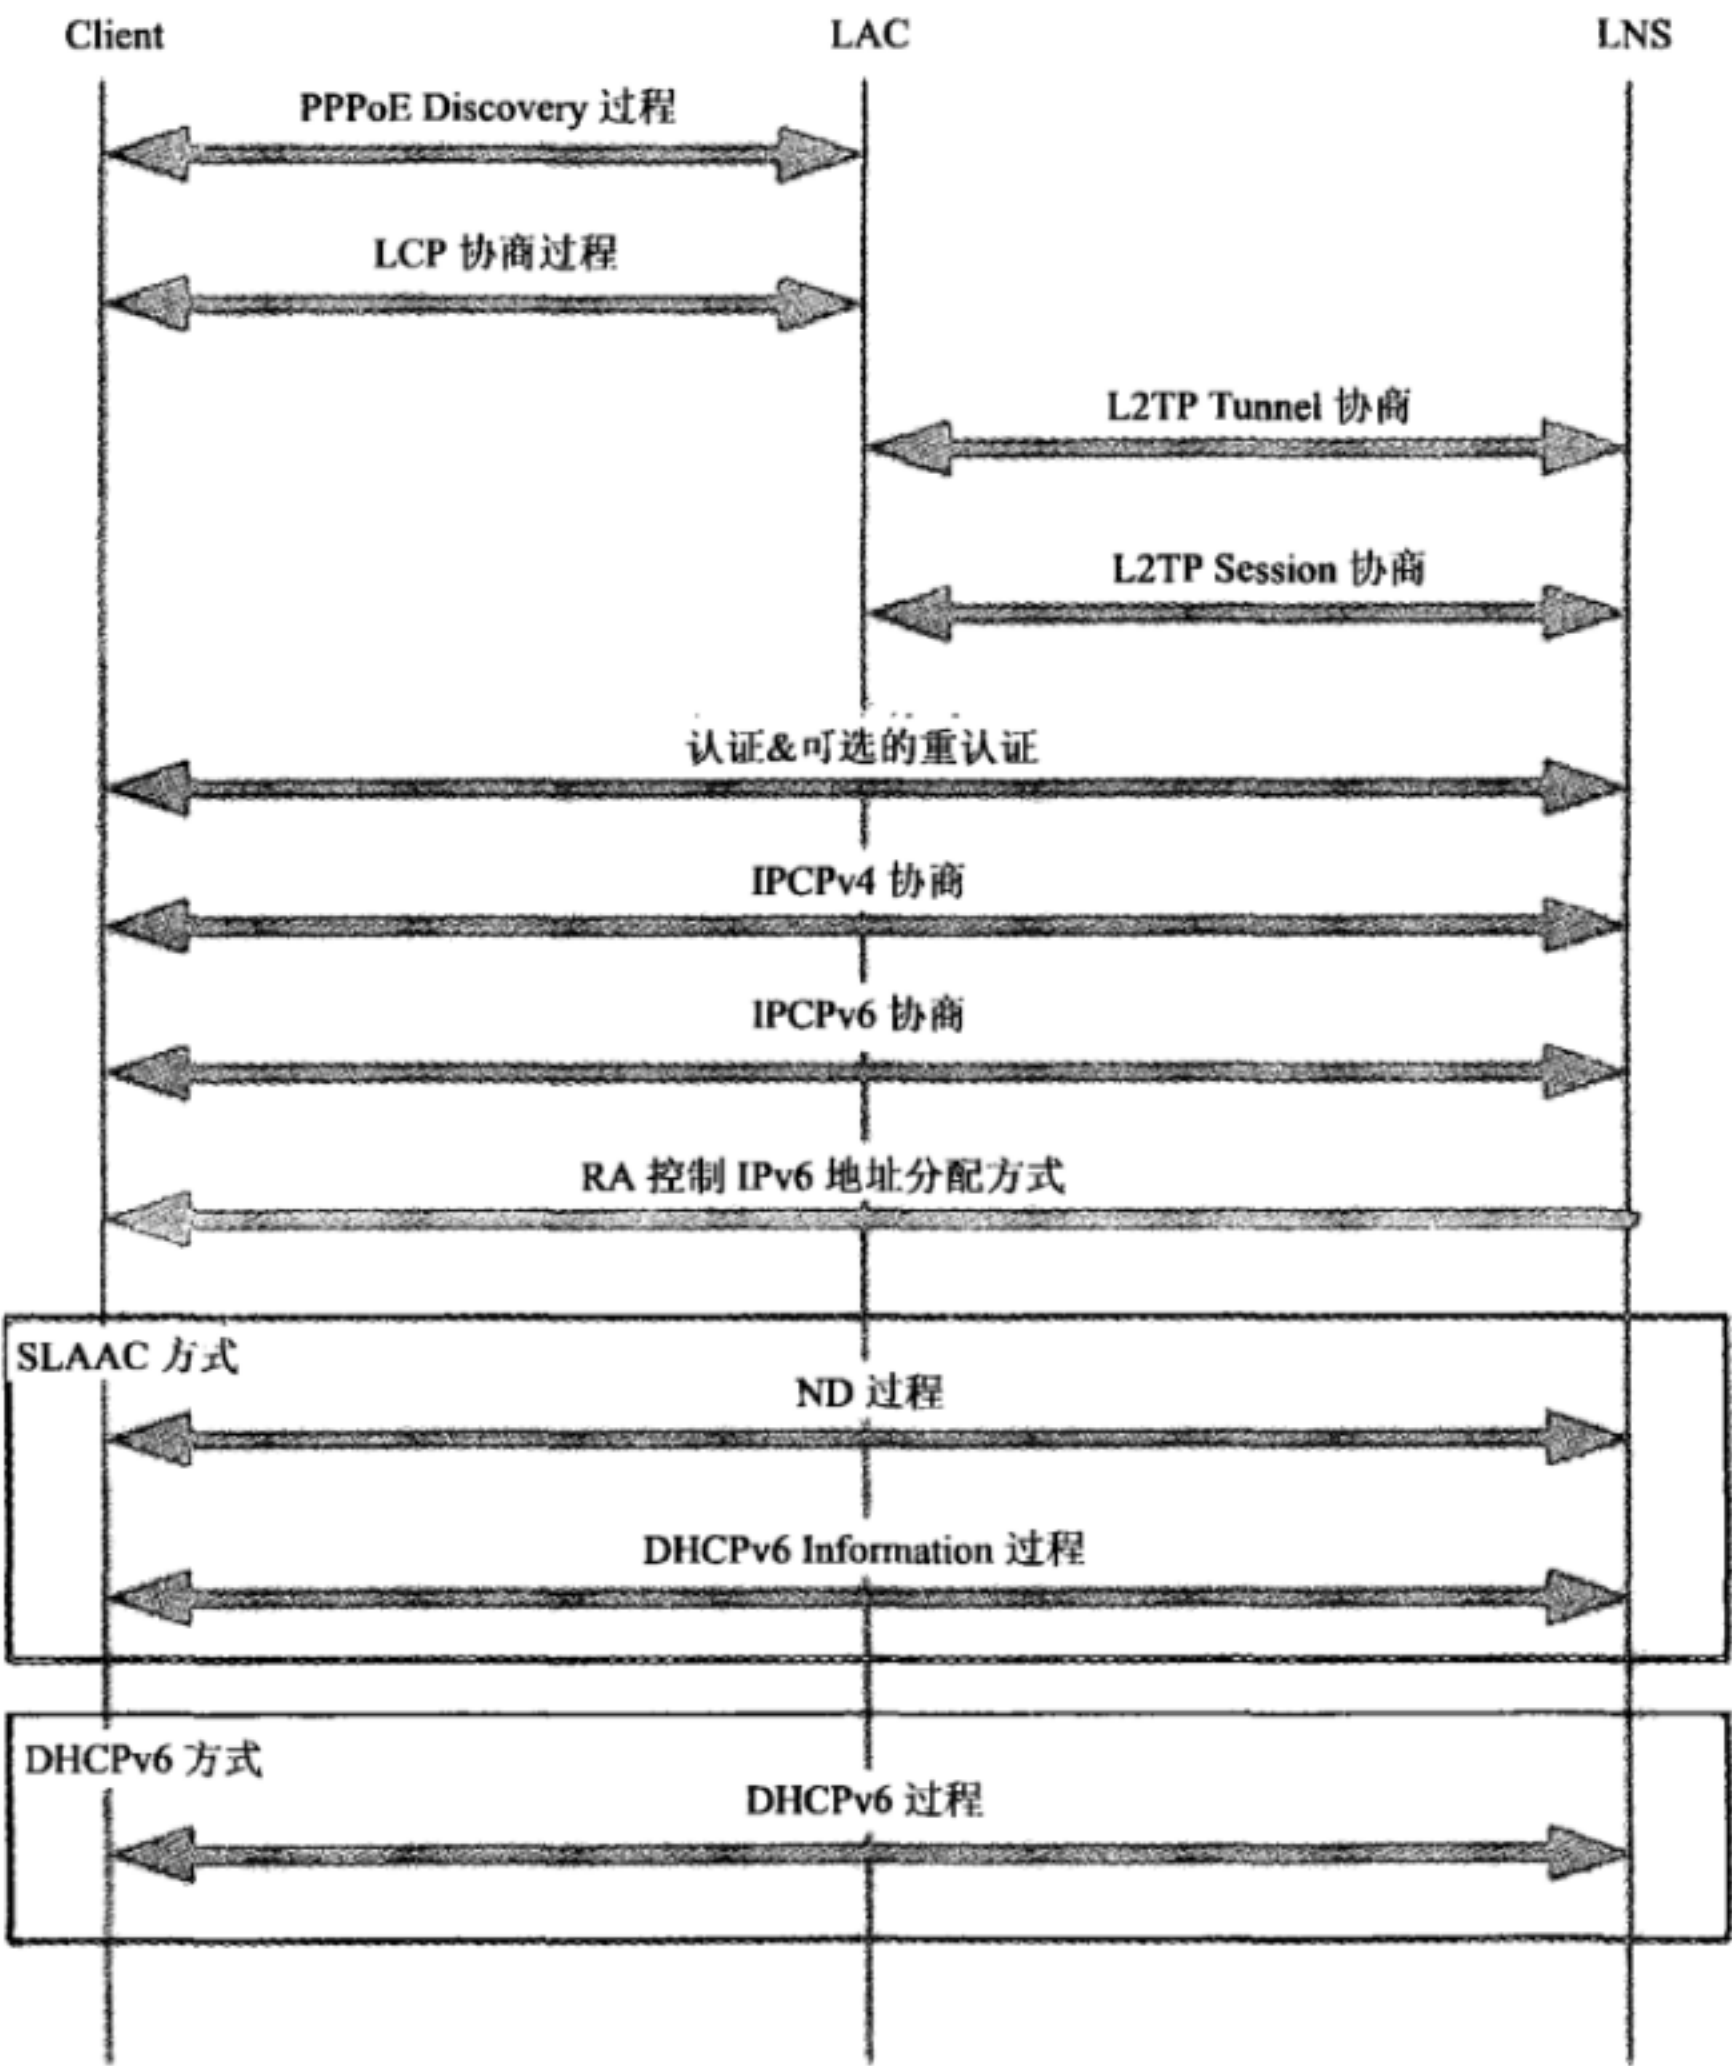 Client LAC LNS
PPPoE Discovery 过程
LCP 协商过程
L2TP Tunnel 协商
L2TP Session 协商
认证&可选的重认证
IPCPv4 协商
IPCPv6 协商
RA 控制 IPv6 地址分配方式
SLAAC 方式
ND 过程
DHCPv6 Information 过程
DHCPv6 方式
DHCPv6 过程